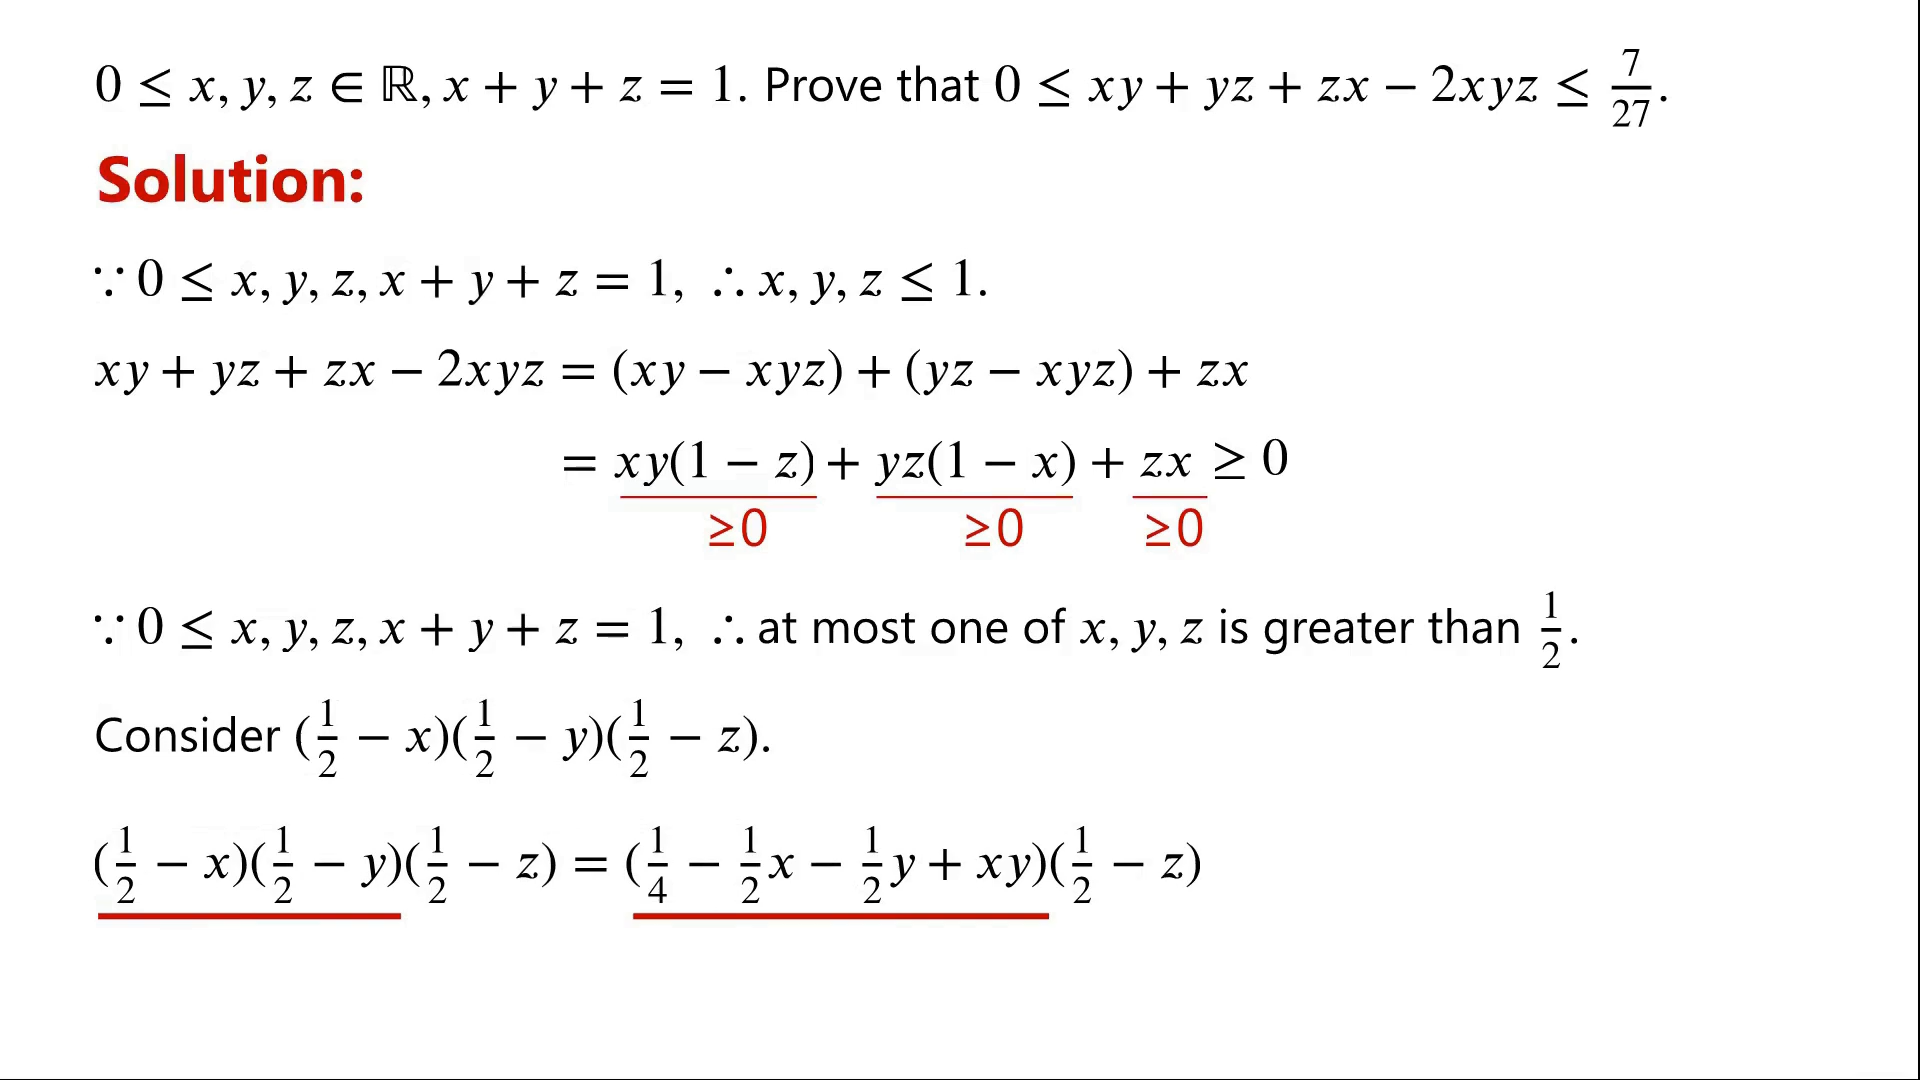 0 ≤ x, y, z ∈ ℝ, x + y + z = 1. Prove that 0 ≤ xy + yz + zx − 2xyz ≤ 7/27.
Solution:
∵ 0 ≤ x, y, z, x + y + z = 1, ∴ x, y, z ≤ 1.
xy + yz + zx − 2xyz = (xy − xyz) + (yz − xyz) + zx
= xy(1 − z) + yz(1 − x) + zx ≥ 0
≥0 ≥0 ≥0
∵ 0 ≤ x, y, z, x + y + z = 1, ∴ at most one of x, y, z is greater than 1/2.
Consider (1/2 − x)(1/2 − y)(1/2 − z).
(1/2 − x)(1/2 − y)(1/2 − z) = (1/4 − 1/2x − 1/2y + xy)(1/2 − z)